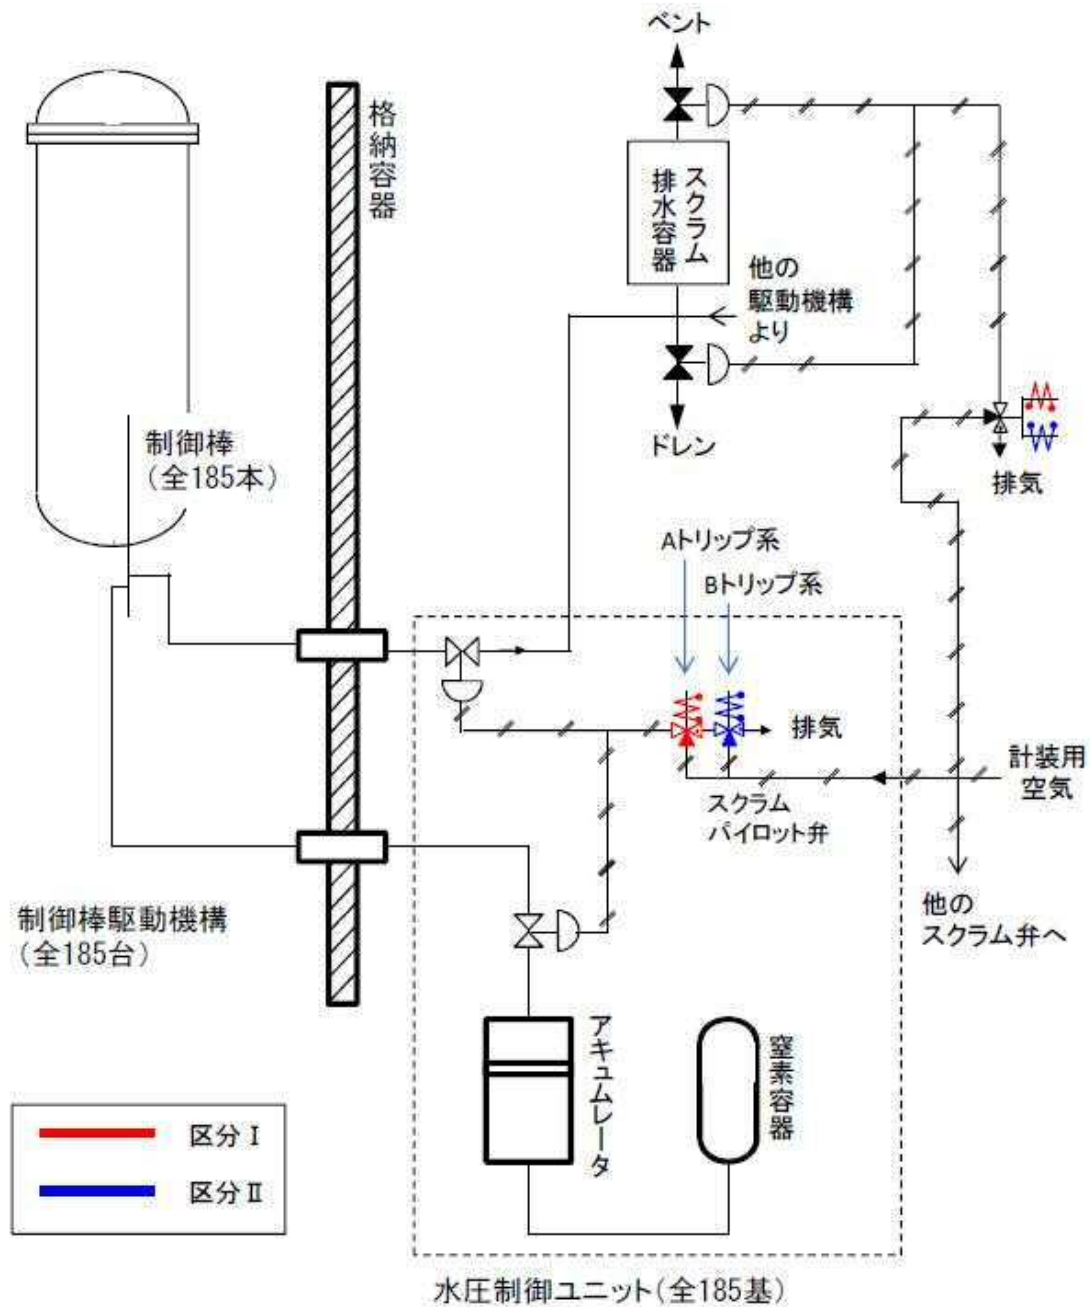 ベント
格納容器
スクラム
排水容器
他の
駆動機構
より
ドレン
排気
制御棒
（全185本）
Aトリップ系
Bトリップ系
排気
計装用
空気
スクラム
パイロット弁
他の
スクラム弁へ
制御棒駆動機構
（全185台）
アキュムレータ
窒素容器
区分Ⅰ
区分Ⅱ
水圧制御ユニット（全185基）